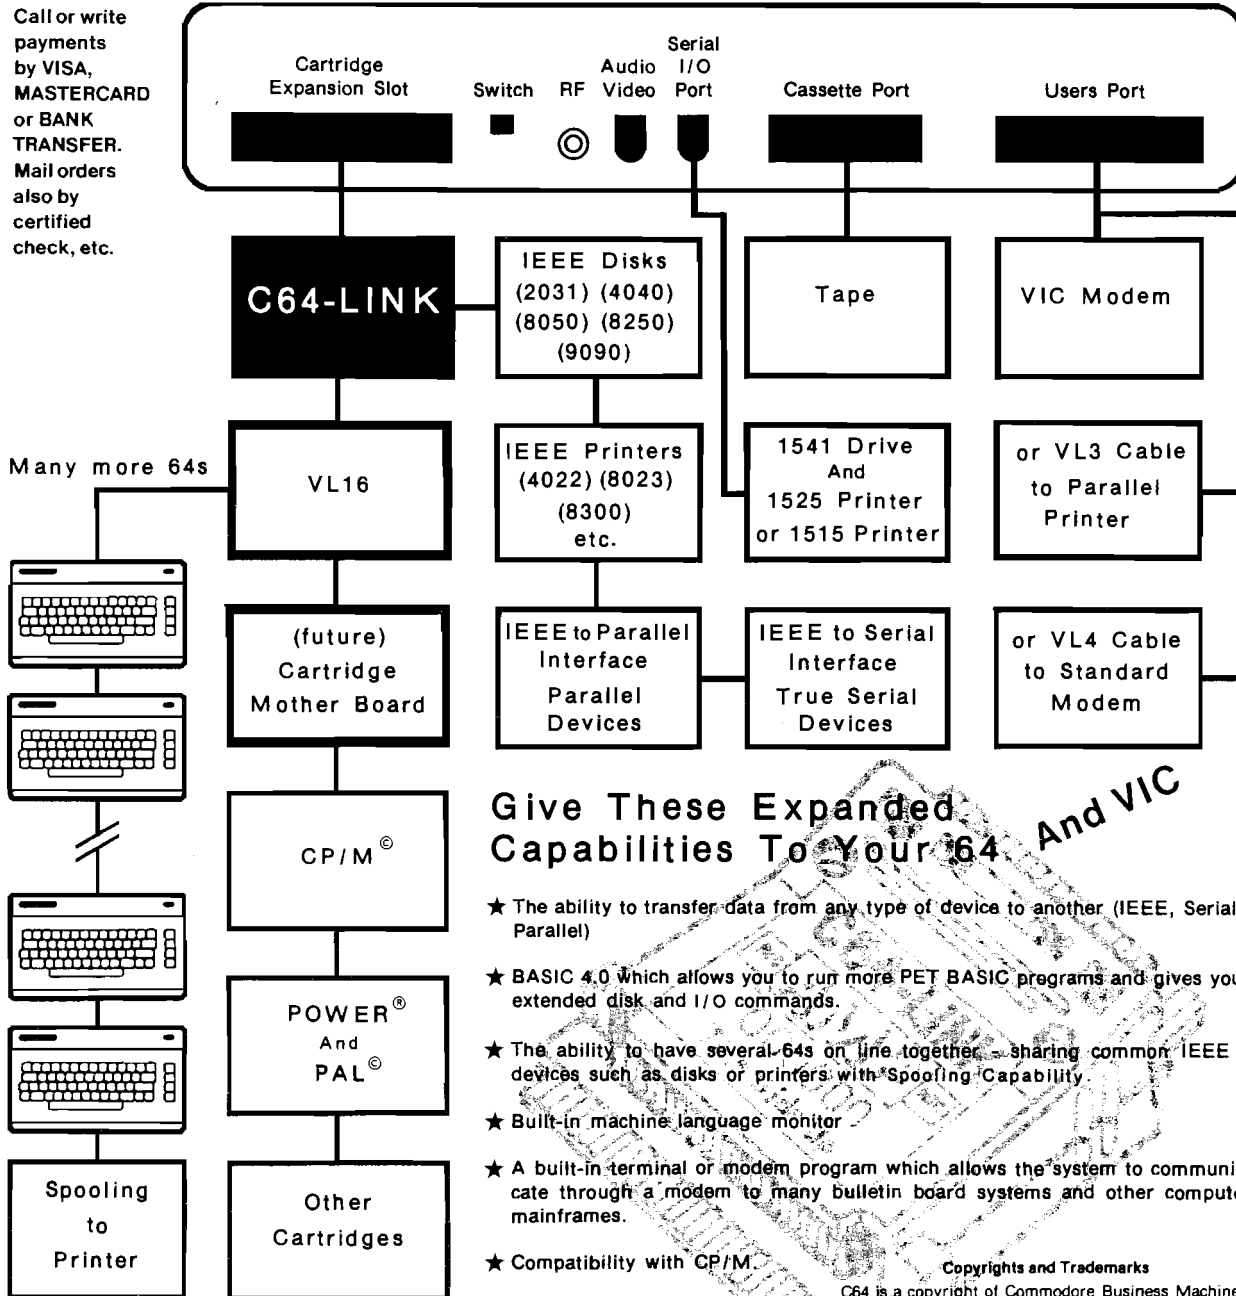 Call or write
payments
by VISA,
MASTERCARD
or BANK
TRANSFER.
Mail orders
also by
certified
check, etc.
Cartridge
Expansion Slot
Switch
RF
Audio
Video
Serial
I/O
Port
Cassette Port
Users Port
C64-LINK
IEEE Disks
(2031) (4040)
(8050) (8250)
(9090)
Tape
VIC Modem
Many more 64s
VL16
IEEE Printers
(4022) (8023)
(8300)
etc.
1541 Drive
And
1525 Printer
or 1515 Printer
or VL3 Cable
to Parallel
Printer
(future)
Cartridge
Mother Board
IEEE to Parallel
Interface
Parallel
Devices
IEEE to Serial
Interface
True Serial
Devices
or VL4 Cable
to Standard
Modem
CP/M ©
POWER ®
And
PAL ©
Other
Cartridges
Spooling
to
Printer
Give These Expanded
Capabilities To Your 64
And VIC
★ The ability to transfer data from any type of device to another (IEEE, Serial
Parallel)
★ BASIC 4.0 which allows you to run more PET BASIC programs and gives you
extended disk and I/O commands.
★ The ability to have several 64s on line together - sharing common IEEE
devices such as disks or printers with Spooling Capability.
★ Built-in machine language monitor
★ A built-in terminal or modem program which allows the system to communi
cate through a modem to many bulletin board systems and other compute
mainframes.
★ Compatibility with CP/M.
Copyrights and Trademarks
C64 is a copyright of Commodore Business Machine